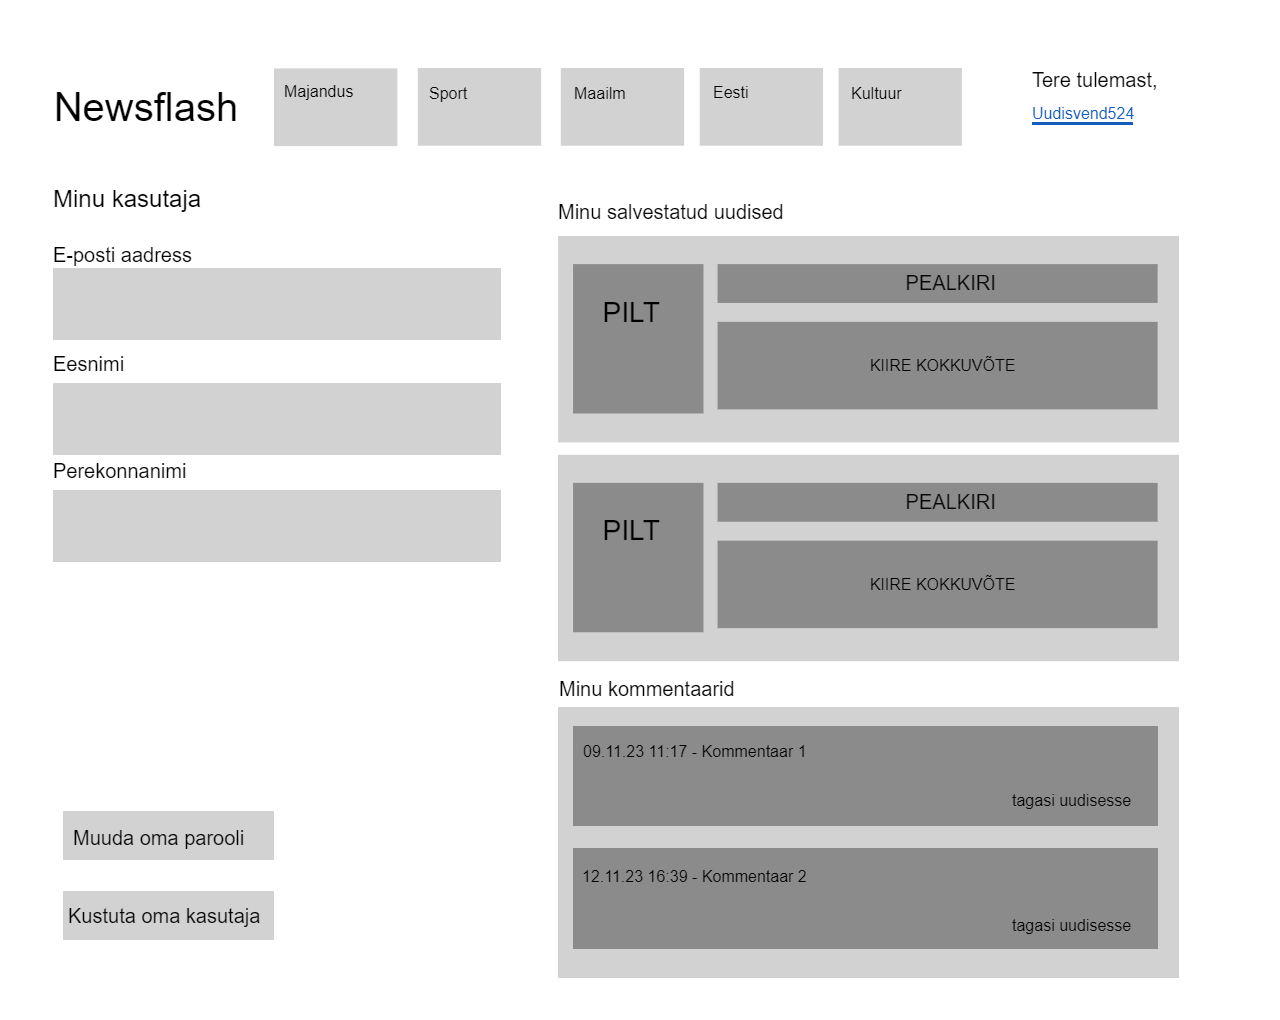 Newsflash
Majandus
Sport
Maailm
Eesti
Kultuur
Tere tulemast,
Uudisvend524
Minu kasutaja
E-posti aadress
Eesnimi
Perekonnanimi
Muuda oma parooli
Kustuta oma kasutaja
Minu salvestatud uudised
PILT
PEALKIRI
KIIRE KOKKUVÕTE
PILT
PEALKIRI
KIIRE KOKKUVÕTE
Minu kommentaarid
09.11.23 11:17 - Kommentaar 1
tagasi uudisesse
12.11.23 16:39 - Kommentaar 2
tagasi uudisesse